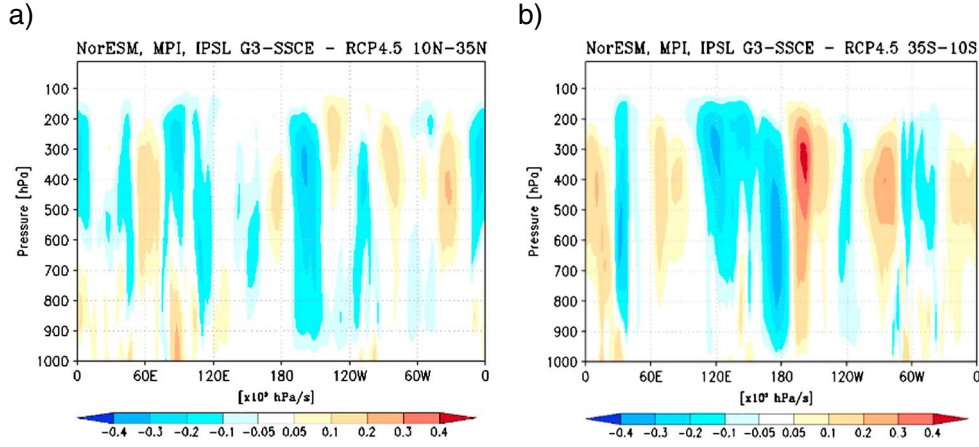 a)
NorESM, MPI, IPSL G3-SSCE - RCP4.5 10N-35N
Pressure [hPa]
100
200
300
400
500
600
700
800
900
1000
0 60E 120E 180 120W 60W 0
[x10⁹ hPa/s]
-0.4 -0.3 -0.2 -0.1 -0.05 0.05 0.1 0.2 0.3 0.4
b)
NorESM, MPI, IPSL G3-SSCE - RCP4.5 35S-10S
Pressure [hPa]
100
200
300
400
500
600
700
800
900
1000
0 60E 120E 180 120W 60W 0
[x10⁹ hPa/s]
-0.4 -0.3 -0.2 -0.1 -0.05 0.05 0.1 0.2 0.3 0.4